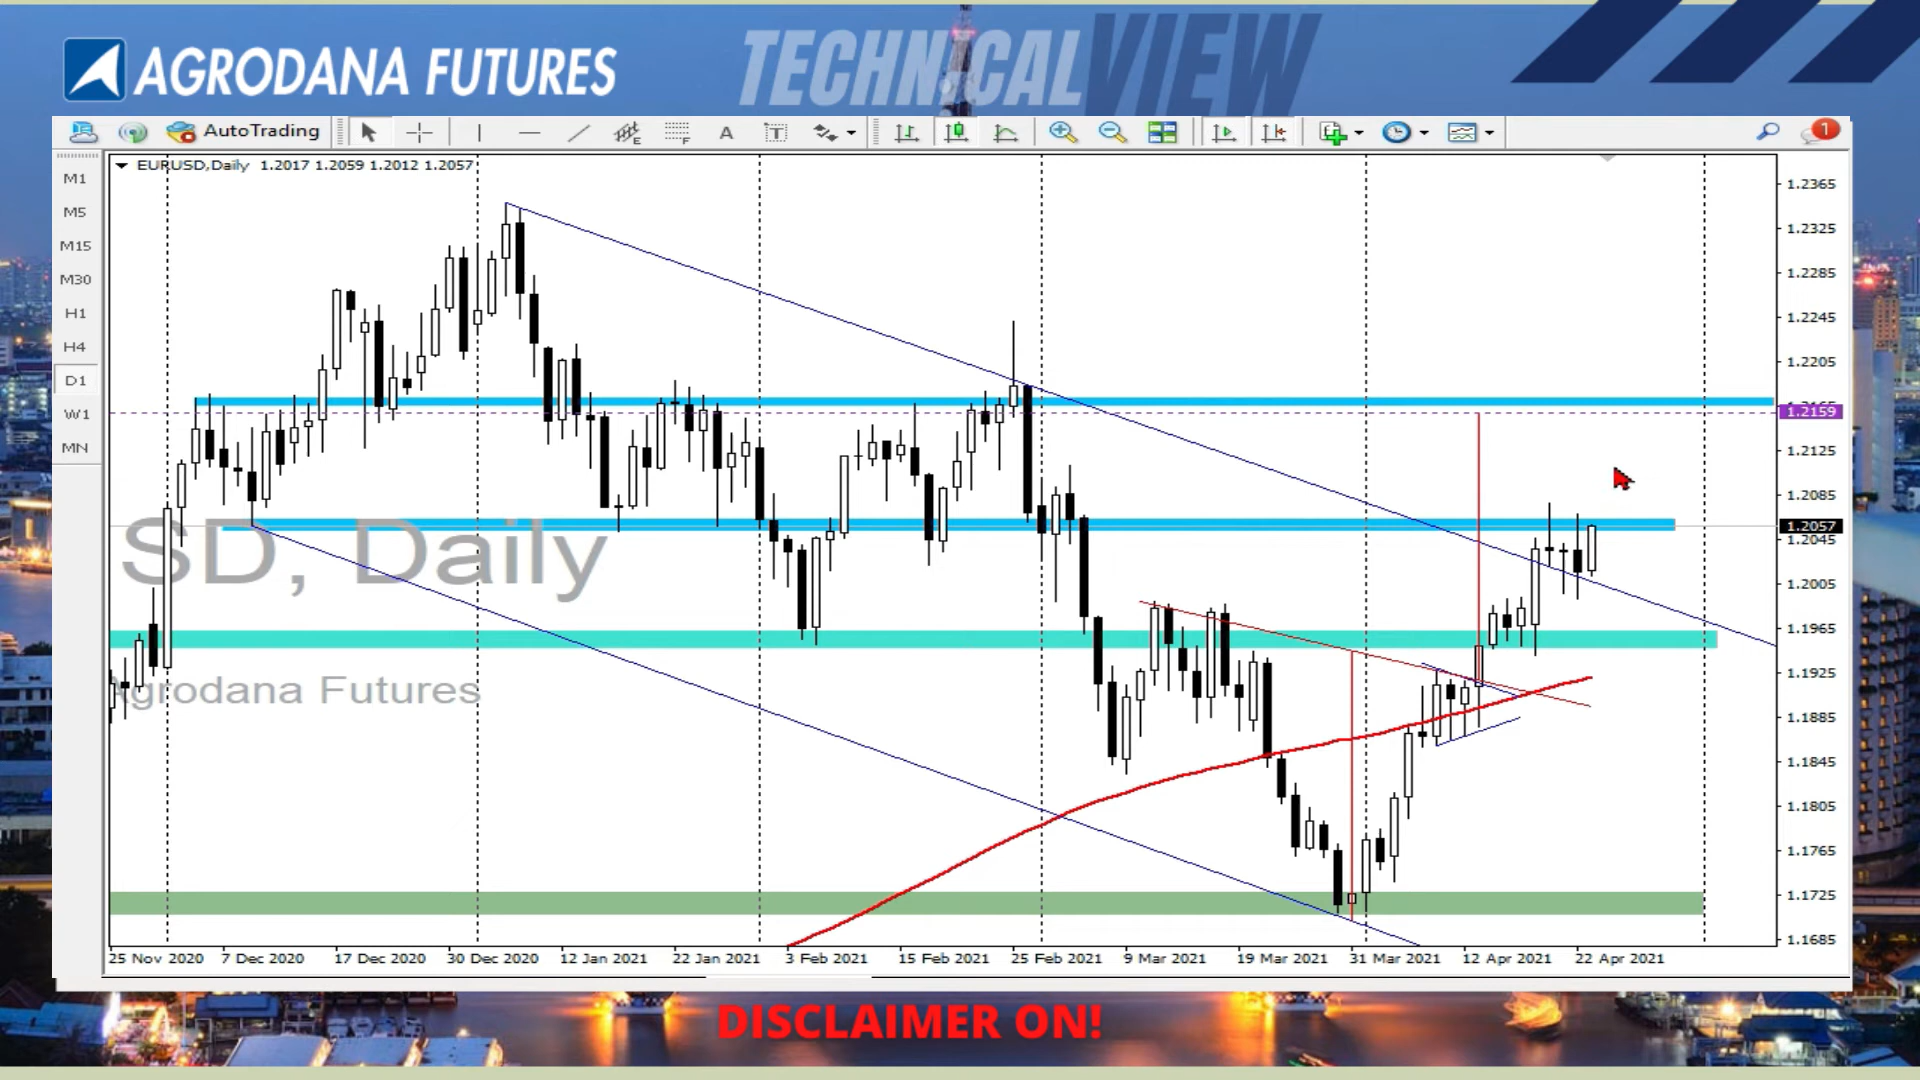 AGRODANA FUTURES
TECHNICAL VIEW
AutoTrading
E
F
A
T
1
M1
M5
M15
M30
H1
H4
D1
W1
MN
EURUSD,Daily 1.2017 1.2059 1.2012 1.2057
1.2365
1.2325
1.2285
1.2245
1.2205
1.2159
1.2125
1.2085
1.2057
1.2045
1.2005
1.1965
1.1925
1.1885
1.1845
1.1805
1.1765
1.1725
1.1685
SD, Daily
Agrodana Futures
25 Nov 2020 7 Dec 2020 17 Dec 2020 30 Dec 2020 12 Jan 2021 22 Jan 2021 3 Feb 2021 15 Feb 2021 25 Feb 2021 9 Mar 2021 19 Mar 2021 31 Mar 2021 12 Apr 2021 22 Apr 2021
DISCLAIMER ON!